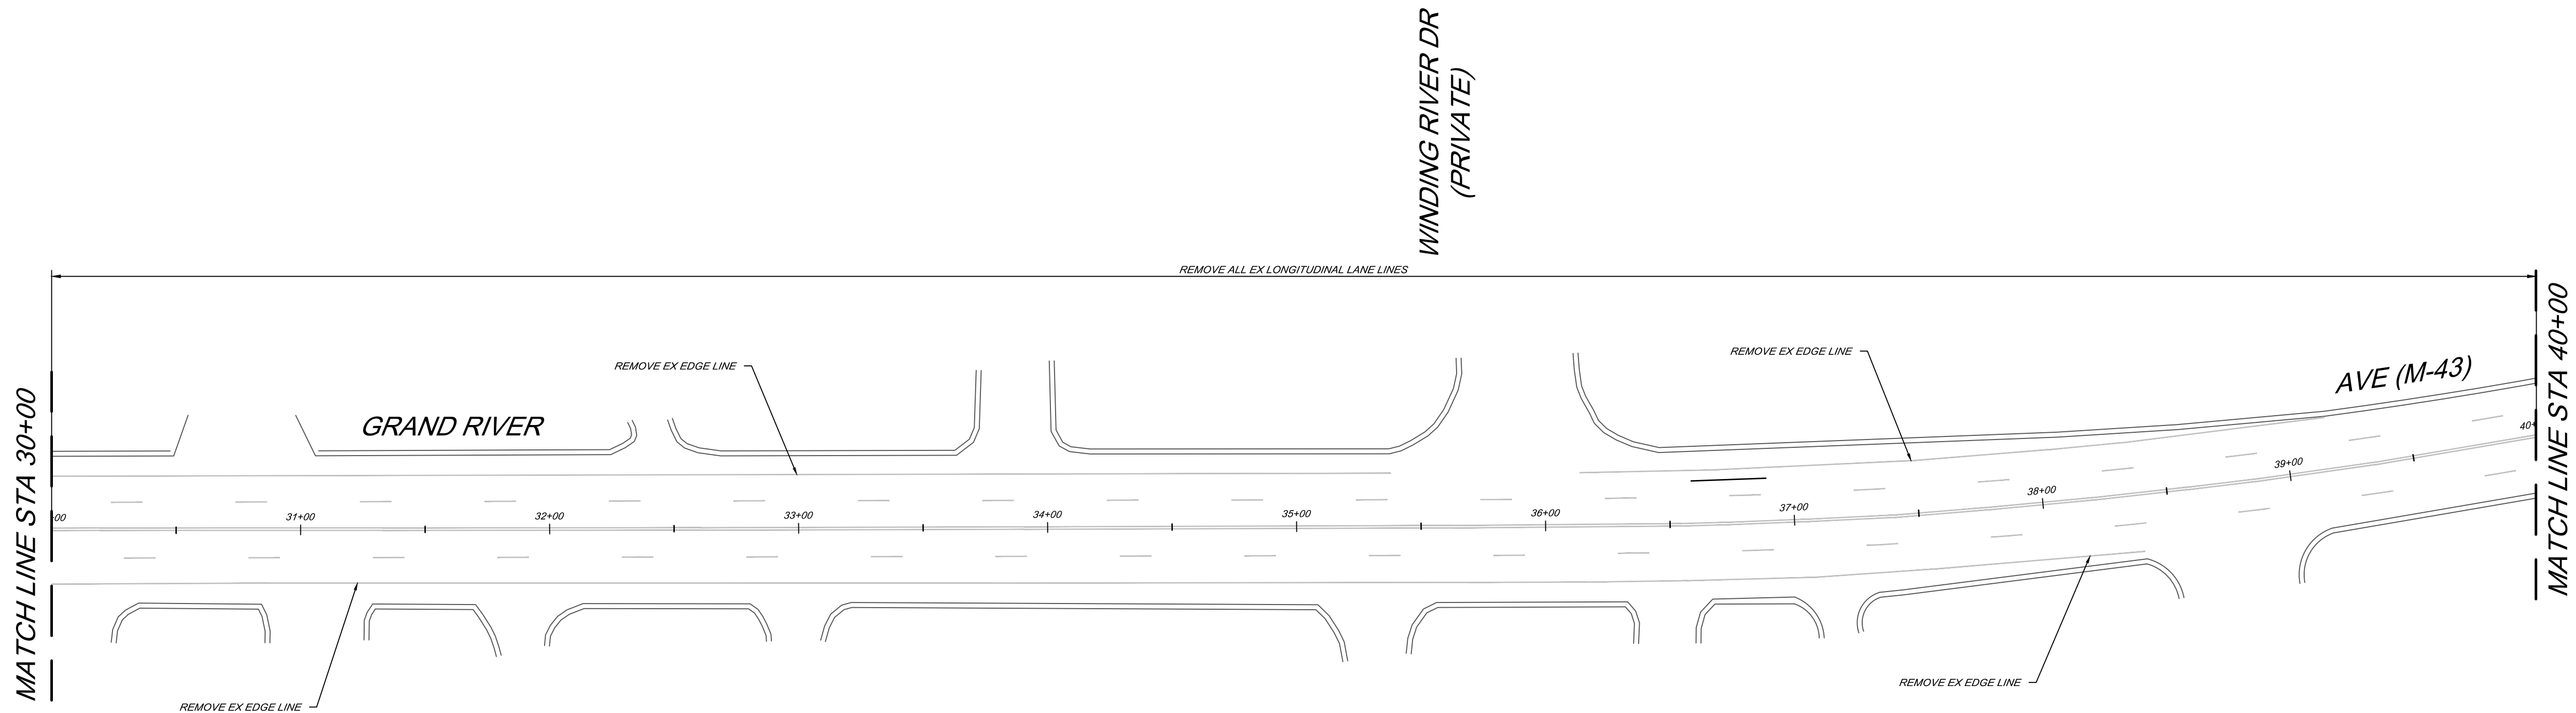 WINDING RIVER DR
(PRIVATE)
REMOVE ALL EX LONGITUDINAL LANE LINES
MATCH LINE STA 30+00
MATCH LINE STA 40+00
REMOVE EX EDGE LINE
REMOVE EX EDGE LINE
GRAND RIVER
AVE (M-43)
+00
31+00
32+00
33+00
34+00
35+00
36+00
37+00
38+00
39+00
40+
REMOVE EX EDGE LINE
REMOVE EX EDGE LINE